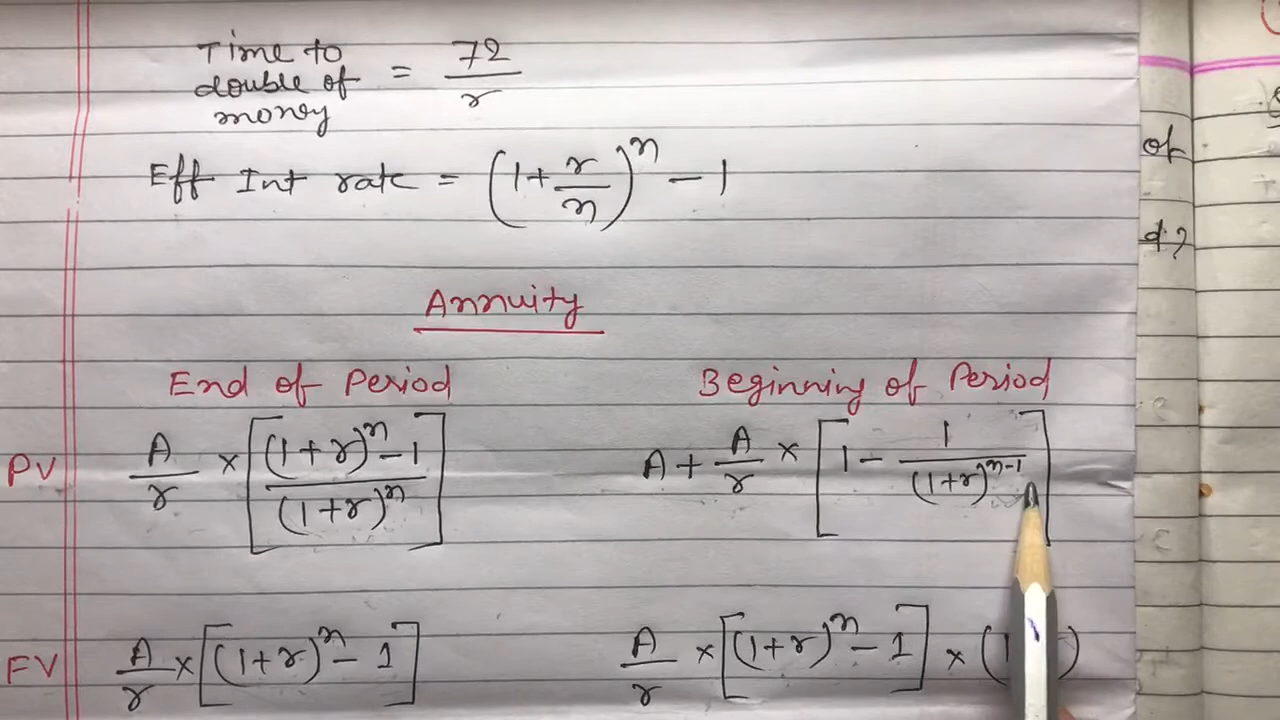 Time to
double of = 72/r
money
Eff Int rate = (1+r/n)^n - 1
Annuity
End of Period Beginning of Period
PV A/r × [((1+r)^n - 1)/(1+r)^n] A + A/r × [1 - 1/(1+r)^(n-1)]
FV A/r × [(1+r)^n - 1] A/r × [(1+r)^n - 1] × (1 )
of
d?